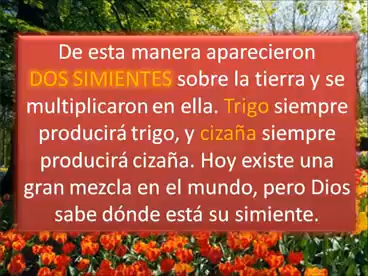 De esta manera aparecieron
DOS SIMIENTES sobre la tierra y se
multiplicaron en ella. Trigo siempre
producirá trigo, y cizaña siempre
producirá cizaña. Hoy existe una
gran mezcla en el mundo, pero Dios
sabe dónde está su simiente.